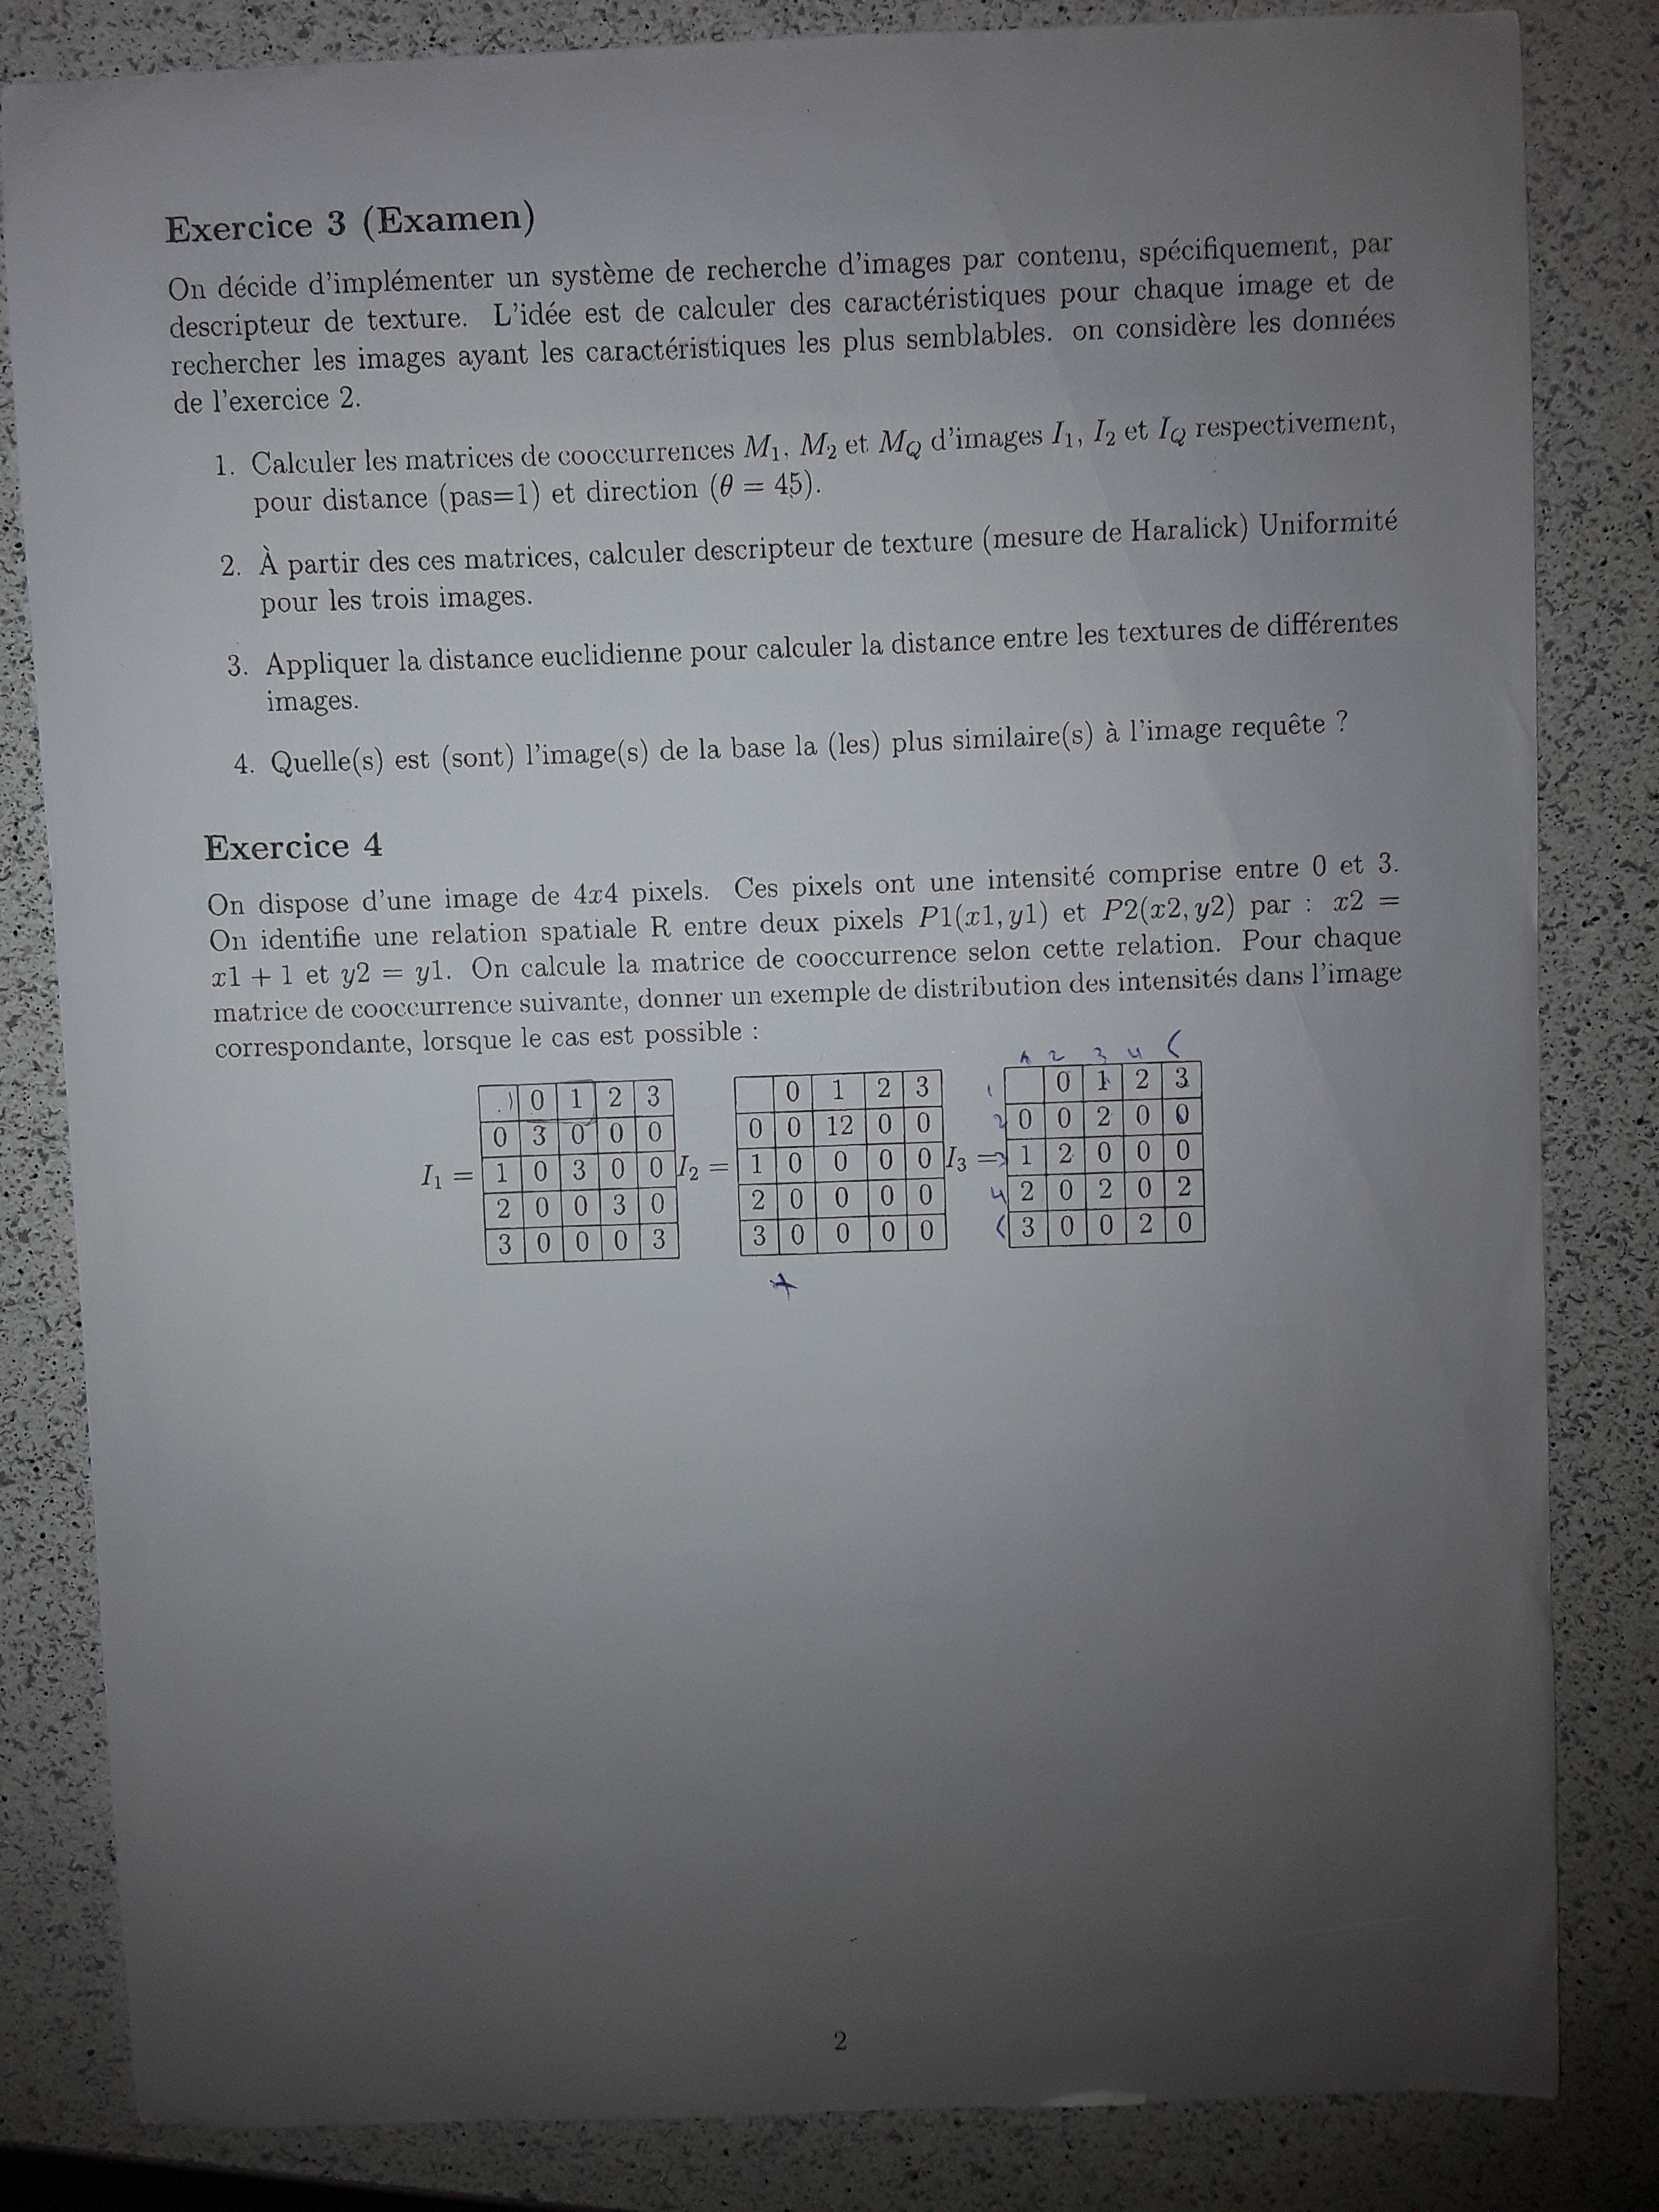 Exercice 3 (Examen)
On décide d'implémenter un système de recherche d'images par contenu, spécifiquement, par
descripteur de texture. L'idée est de calculer des caractéristiques pour chaque image et de
rechercher les images ayant les caractéristiques les plus semblables. on considère les données
de l'exercice 2.
1. Calculer les matrices de cooccurrences M₁, M₂ et M_Q d'images I₁, I₂ et I_Q respectivement,
pour distance (pas=1) et direction (θ = 45).
2. À partir des ces matrices, calculer descripteur de texture (mesure de Haralick) Uniformité
pour les trois images.
3. Appliquer la distance euclidienne pour calculer la distance entre les textures de différentes
images.
4. Quelle(s) est (sont) l'image(s) de la base la (les) plus similaire(s) à l'image requête ?
Exercice 4
On dispose d'une image de 4x4 pixels. Ces pixels ont une intensité comprise entre 0 et 3.
On identifie une relation spatiale R entre deux pixels P1(x1, y1) et P2(x2, y2) par : x2 =
x1 + 1 et y2 = y1. On calcule la matrice de cooccurrence selon cette relation. Pour chaque
matrice de cooccurrence suivante, donner un exemple de distribution des intensités dans l'image
correspondante, lorsque le cas est possible :
I₁ =
0 1 2 3
0 3 0 0 0
1 0 3 0 0
2 0 0 3 0
3 0 0 0 3
I₂ =
0 1 2 3
0 0 12 0 0
1 0 0 0 0
2 0 0 0 0
3 0 0 0 0
I₃ =
0 1 2 3
0 0 2 0 0
1 2 0 0 0
2 0 2 0 2
3 0 0 2 0
2